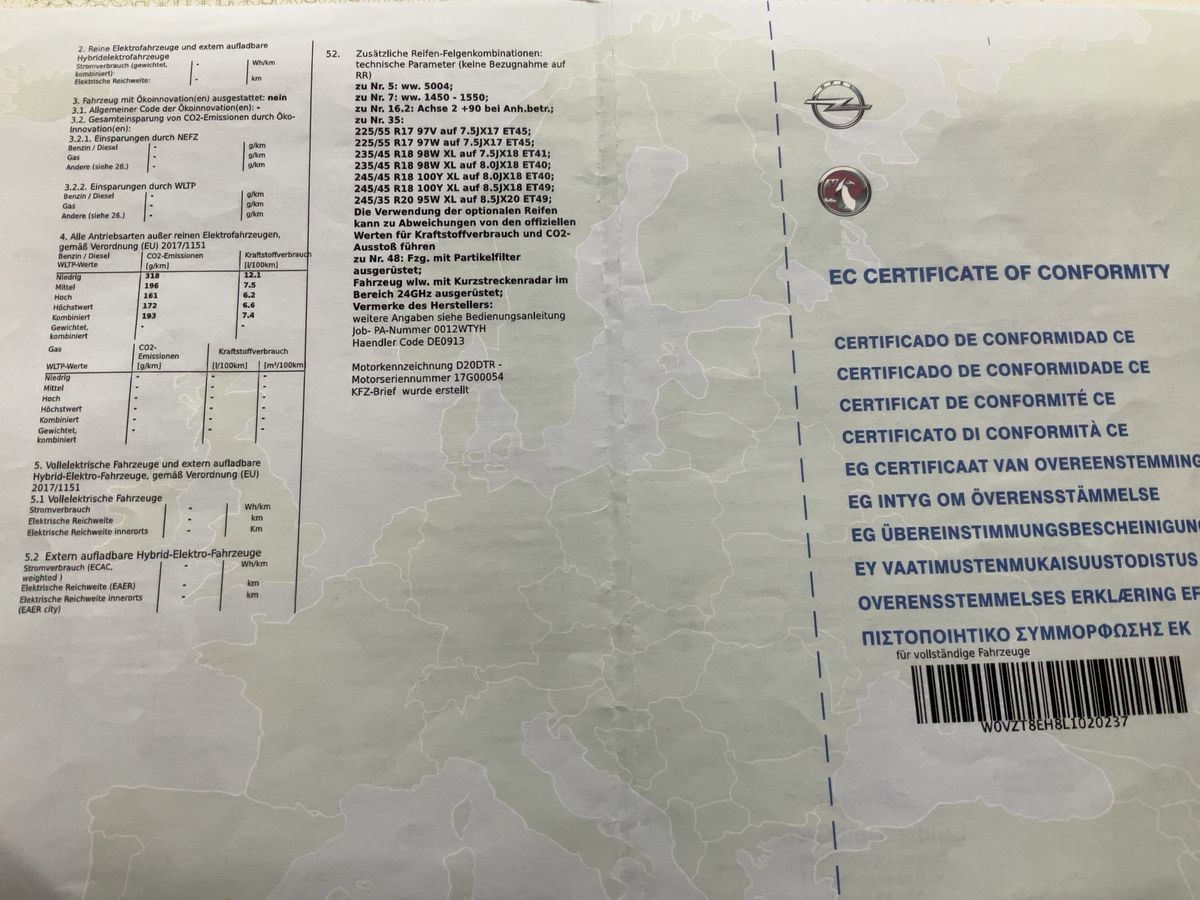 2. Reine Elektrofahrzeuge und extern aufladbare
Hybridelektrofahrzeuge
Stromverbrauch (gewichtet, kombiniert): - Wh/km
Elektrische Reichweite: - km
3. Fahrzeug mit Ökoinnovation(en) ausgestattet: nein
3.1. Allgemeiner Code der Ökoinnovation(en): -
3.2. Gesamteinsparung von CO2-Emissionen durch Öko-
Innovation(en):
3.2.1. Einsparungen durch NEFZ
Benzin / Diesel - g/km
Gas - g/km
Andere (siehe 26.) - g/km
3.2.2. Einsparungen durch WLTP
Benzin / Diesel - g/km
Gas - g/km
Andere (siehe 26.) - g/km
4. Alle Antriebsarten außer reinen Elektrofahrzeugen,
gemäß Verordnung (EU) 2017/1151
Benzin / Diesel CO2-Emissionen Kraftstoffverbrauch
WLTP-Werte [g/km] [l/100km]
Niedrig 318 12.1
Mittel 196 7.5
Hoch 161 6.2
Höchstwert 172 6.6
Kombiniert 193 7.4
Gewichtet, - -
kombiniert
Gas CO2- Kraftstoffverbrauch
Emissionen
WLTP-Werte [g/km] [l/100km] [m³/100km]
Niedrig - - -
Mittel - - -
Hoch - - -
Höchstwert - - -
Kombiniert - - -
Gewichtet, - - -
kombiniert
5. Vollelektrische Fahrzeuge und extern aufladbare
Hybrid-Elektro-Fahrzeuge, gemäß Verordnung (EU)
2017/1151
5.1 Vollelektrische Fahrzeuge
Stromverbrauch - Wh/km
Elektrische Reichweite - km
Elektrische Reichweite innerorts - Km
5.2 Extern aufladbare Hybrid-Elektro-Fahrzeuge
Stromverbrauch (ECAC, - Wh/km
weighted )
Elektrische Reichweite (EAER) - km
Elektrische Reichweite innerorts - km
(EAER city)
52. Zusätzliche Reifen-Felgenkombinationen:
technische Parameter (keine Bezugnahme auf
RR)
zu Nr. 5: ww. 5004;
zu Nr. 7: ww. 1450 - 1550;
zu Nr. 16.2: Achse 2 +90 bei Anh.betr.;
zu Nr. 35:
225/55 R17 97V auf 7.5JX17 ET45;
225/55 R17 97W auf 7.5JX17 ET45;
235/45 R18 98W XL auf 7.5JX18 ET41;
235/45 R18 98W XL auf 8.0JX18 ET40;
245/45 R18 100Y XL auf 8.0JX18 ET40;
245/45 R18 100Y XL auf 8.5JX18 ET49;
245/35 R20 95W XL auf 8.5JX20 ET49;
Die Verwendung der optionalen Reifen
kann zu Abweichungen von den offiziellen
Werten für Kraftstoffverbrauch und CO2-
Ausstoß führen
zu Nr. 48: Fzg. mit Partikelfilter
ausgerüstet;
Fahrzeug wlw. mit Kurzstreckenradar im
Bereich 24GHz ausgerüstet;
Vermerke des Herstellers:
weitere Angaben siehe Bedienungsanleitung
Job- PA-Nummer 0012WTYH
Haendler Code DE0913
Motorkennzeichnung D20DTR -
Motorseriennummer 17G00054
KFZ-Brief wurde erstellt
OPEL
EC CERTIFICATE OF CONFORMITY
CERTIFICADO DE CONFORMIDAD CE
CERTIFICADO DE CONFORMIDADE CE
CERTIFICAT DE CONFORMITÉ CE
CERTIFICATO DI CONFORMITÀ CE
EG CERTIFICAAT VAN OVEREENSTEMMING
EG INTYG OM ÖVERENSSTÄMMELSE
EG ÜBEREINSTIMMUNGSBESCHEINIGUNG
EY VAATIMUSTENMUKAISUUSTODISTUS
OVERENSSTEMMELSES ERKLÆRING EF
ΠΙΣΤΟΠΟΙΗΤΙΚΟ ΣΥΜΜΟΡΦΩΣΗΣ ΕΚ
für vollständige Fahrzeuge
W0VZT8EH8L1020237